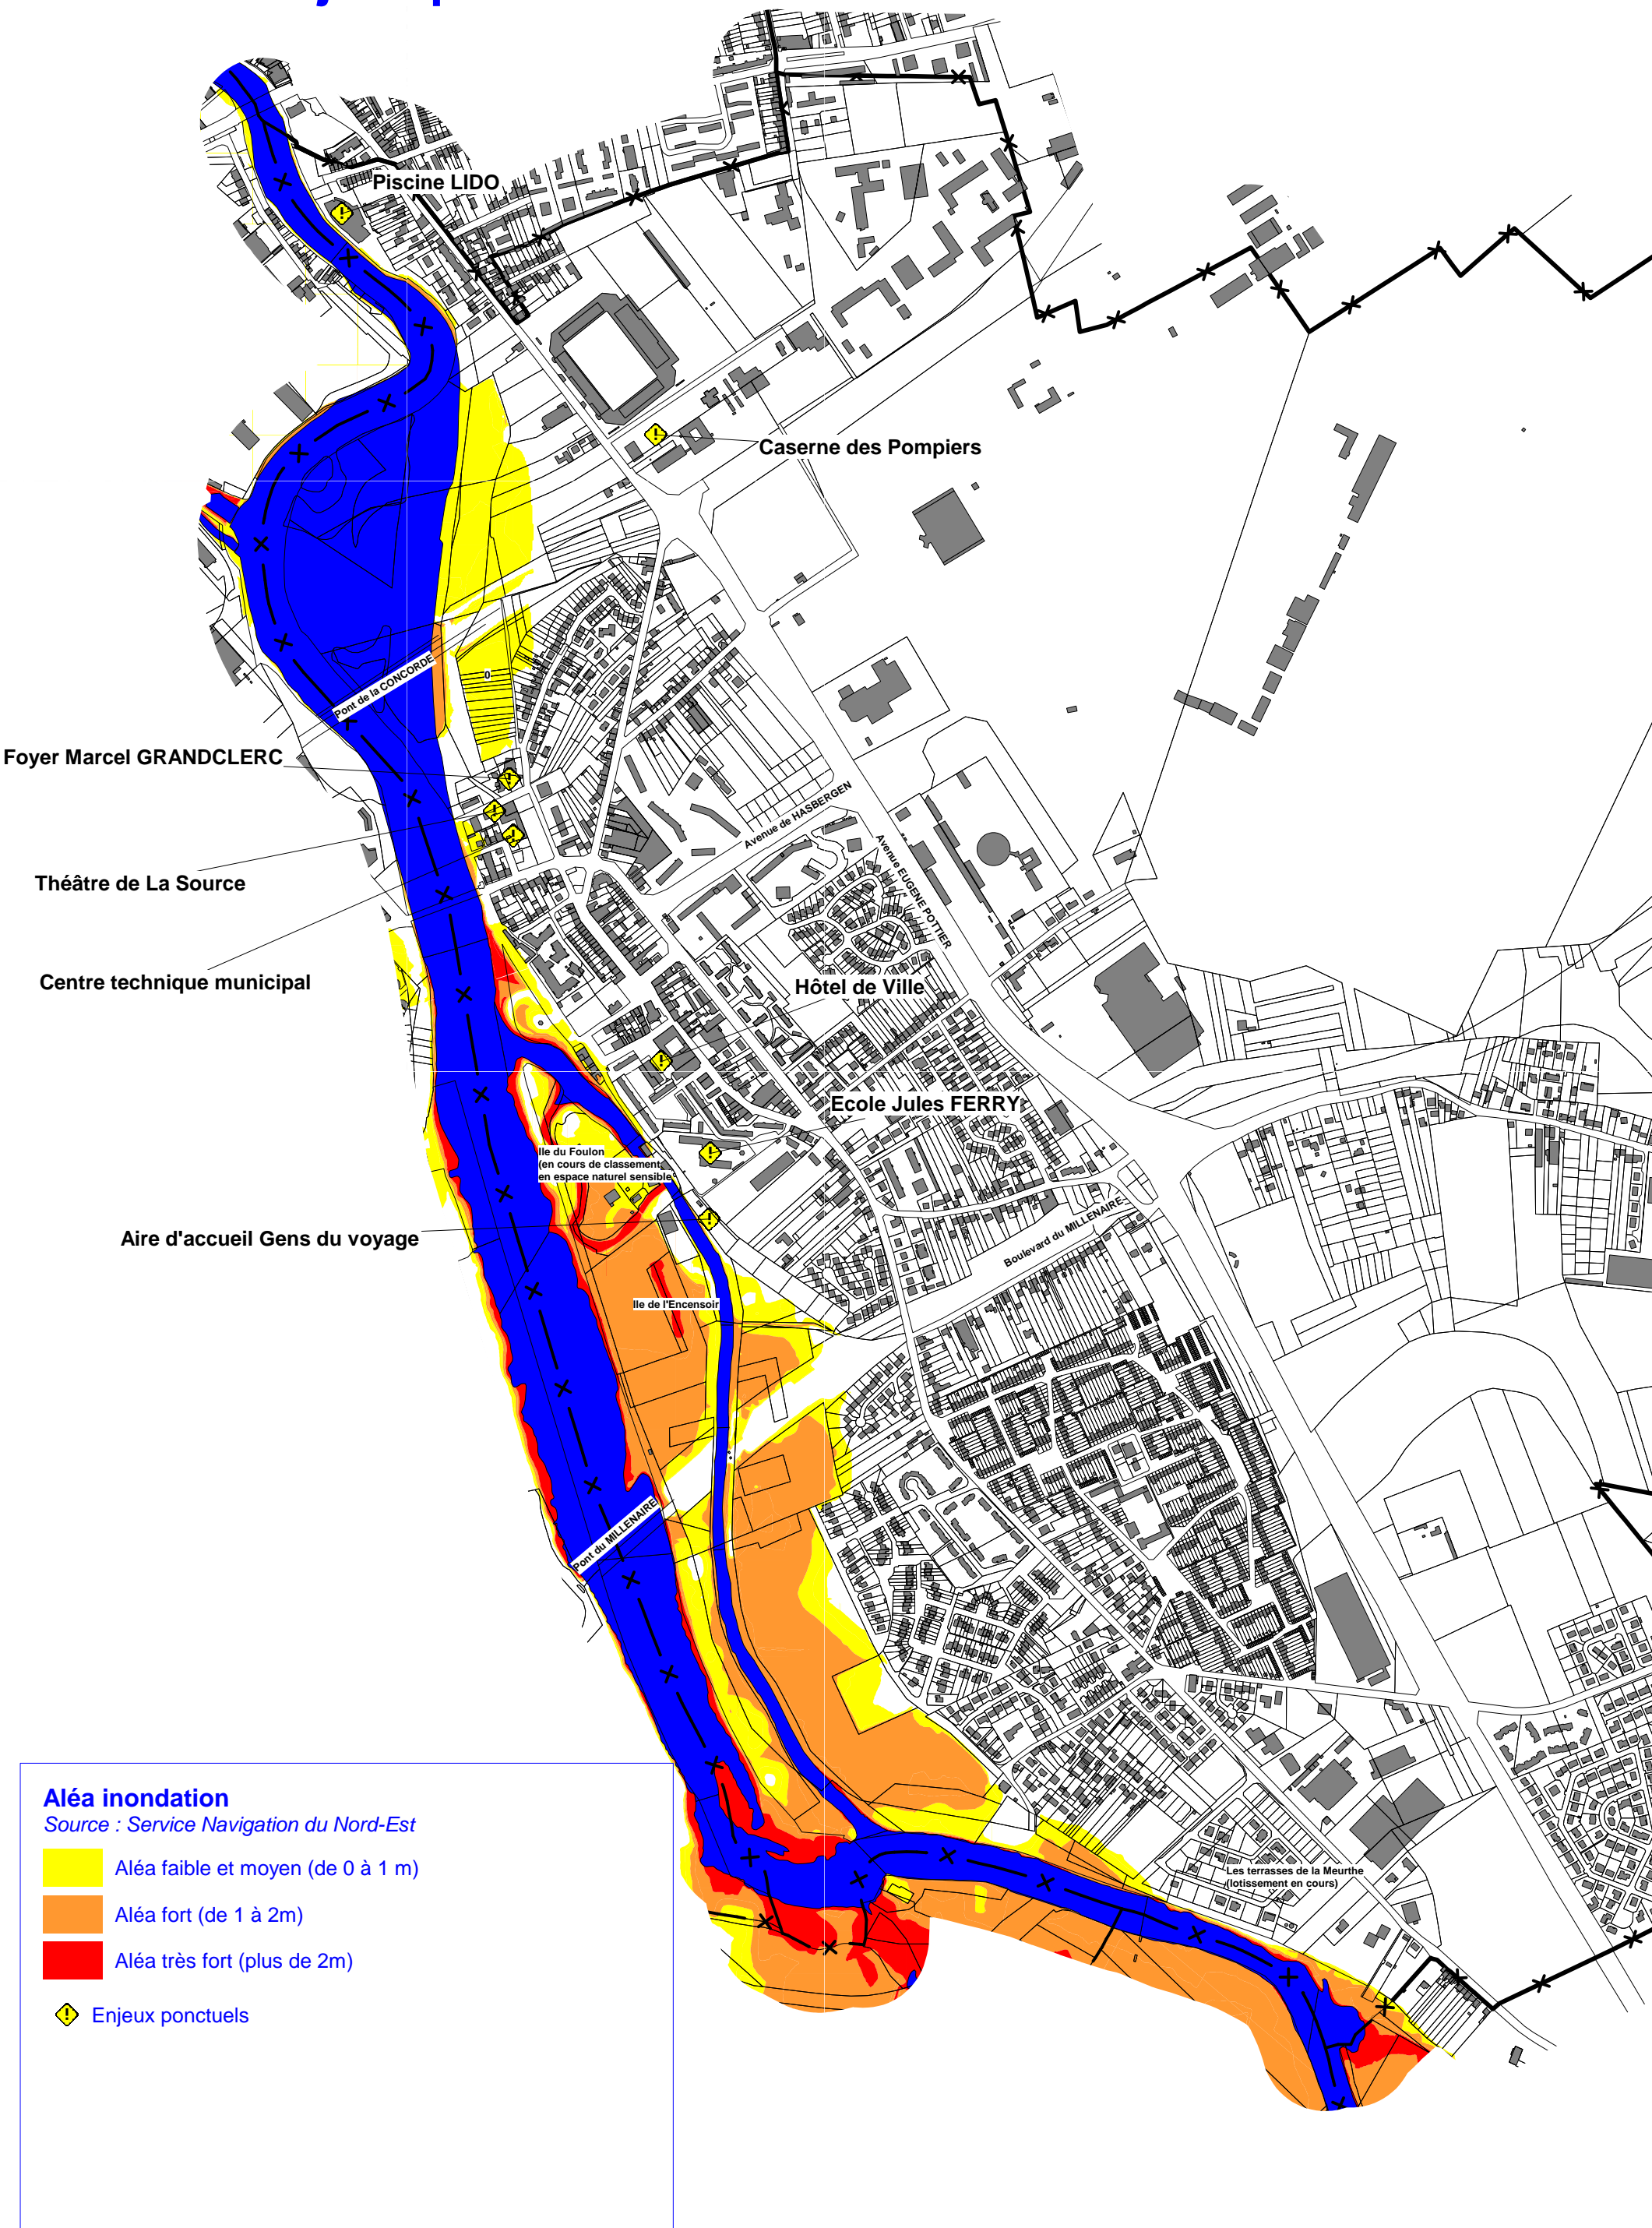 Piscine LIDO
Caserne des Pompiers
Pont de la CONCORDE
0
Foyer Marcel GRANDCLERC
Avenue de HASBERGEN
Avenue EUGENE POTTIER
Théâtre de La Source
Centre technique municipal
Hôtel de Ville
Ecole Jules FERRY
Ile du Foulon
(en cours de classement
en espace naturel sensible
Aire d'accueil Gens du voyage
Boulevard du MILLENAIRE
Ile de l'Encensoir
Pont du MILLENAIRE
Les terrasses de la Meurthe
(lotissement en cours)
Aléa inondation
Source : Service Navigation du Nord-Est
Aléa faible et moyen (de 0 à 1 m)
Aléa fort (de 1 à 2m)
Aléa très fort (plus de 2m)
Enjeux ponctuels